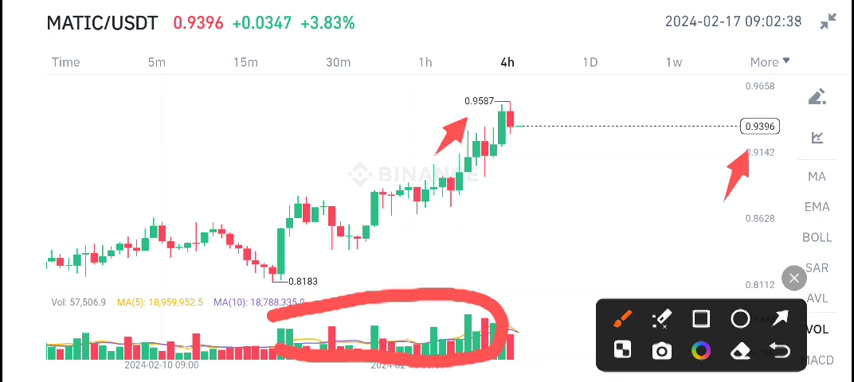 MATIC/USDT 0.9396 +0.0347 +3.83% 2024-02-17 09:02:38
Time 5m 15m 30m 1h 4h 1D 1w More
0.9658
0.9587
0.9396
0.9142
BINANCE
MA
EMA
0.8628
BOLL
SAR
0.8183
0.8112
AVL
Vol: 57,506.9 MA(5): 18,959,952.5 MA(10): 18,788,335.9
VOL
MACD
2024-02-10 09:00